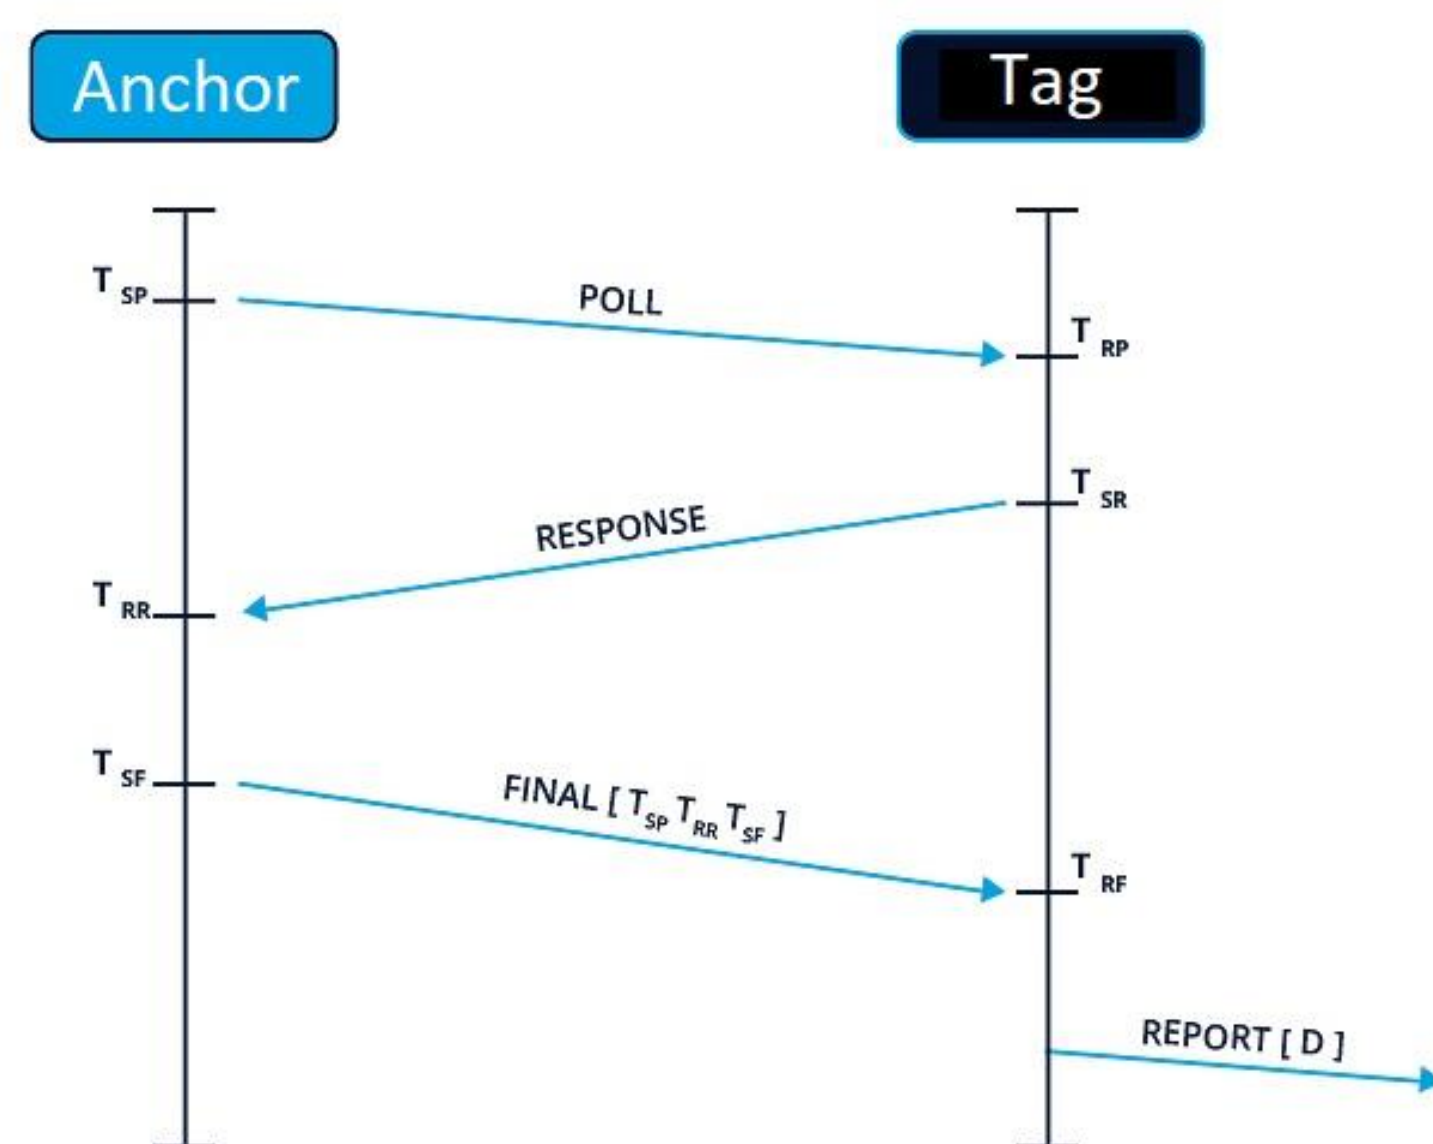 Anchor
Tag
T SP
POLL
T RP
T SR
RESPONSE
T RR
T SF
FINAL [ T SP T RR T SF ]
T RF
REPORT [ D ]